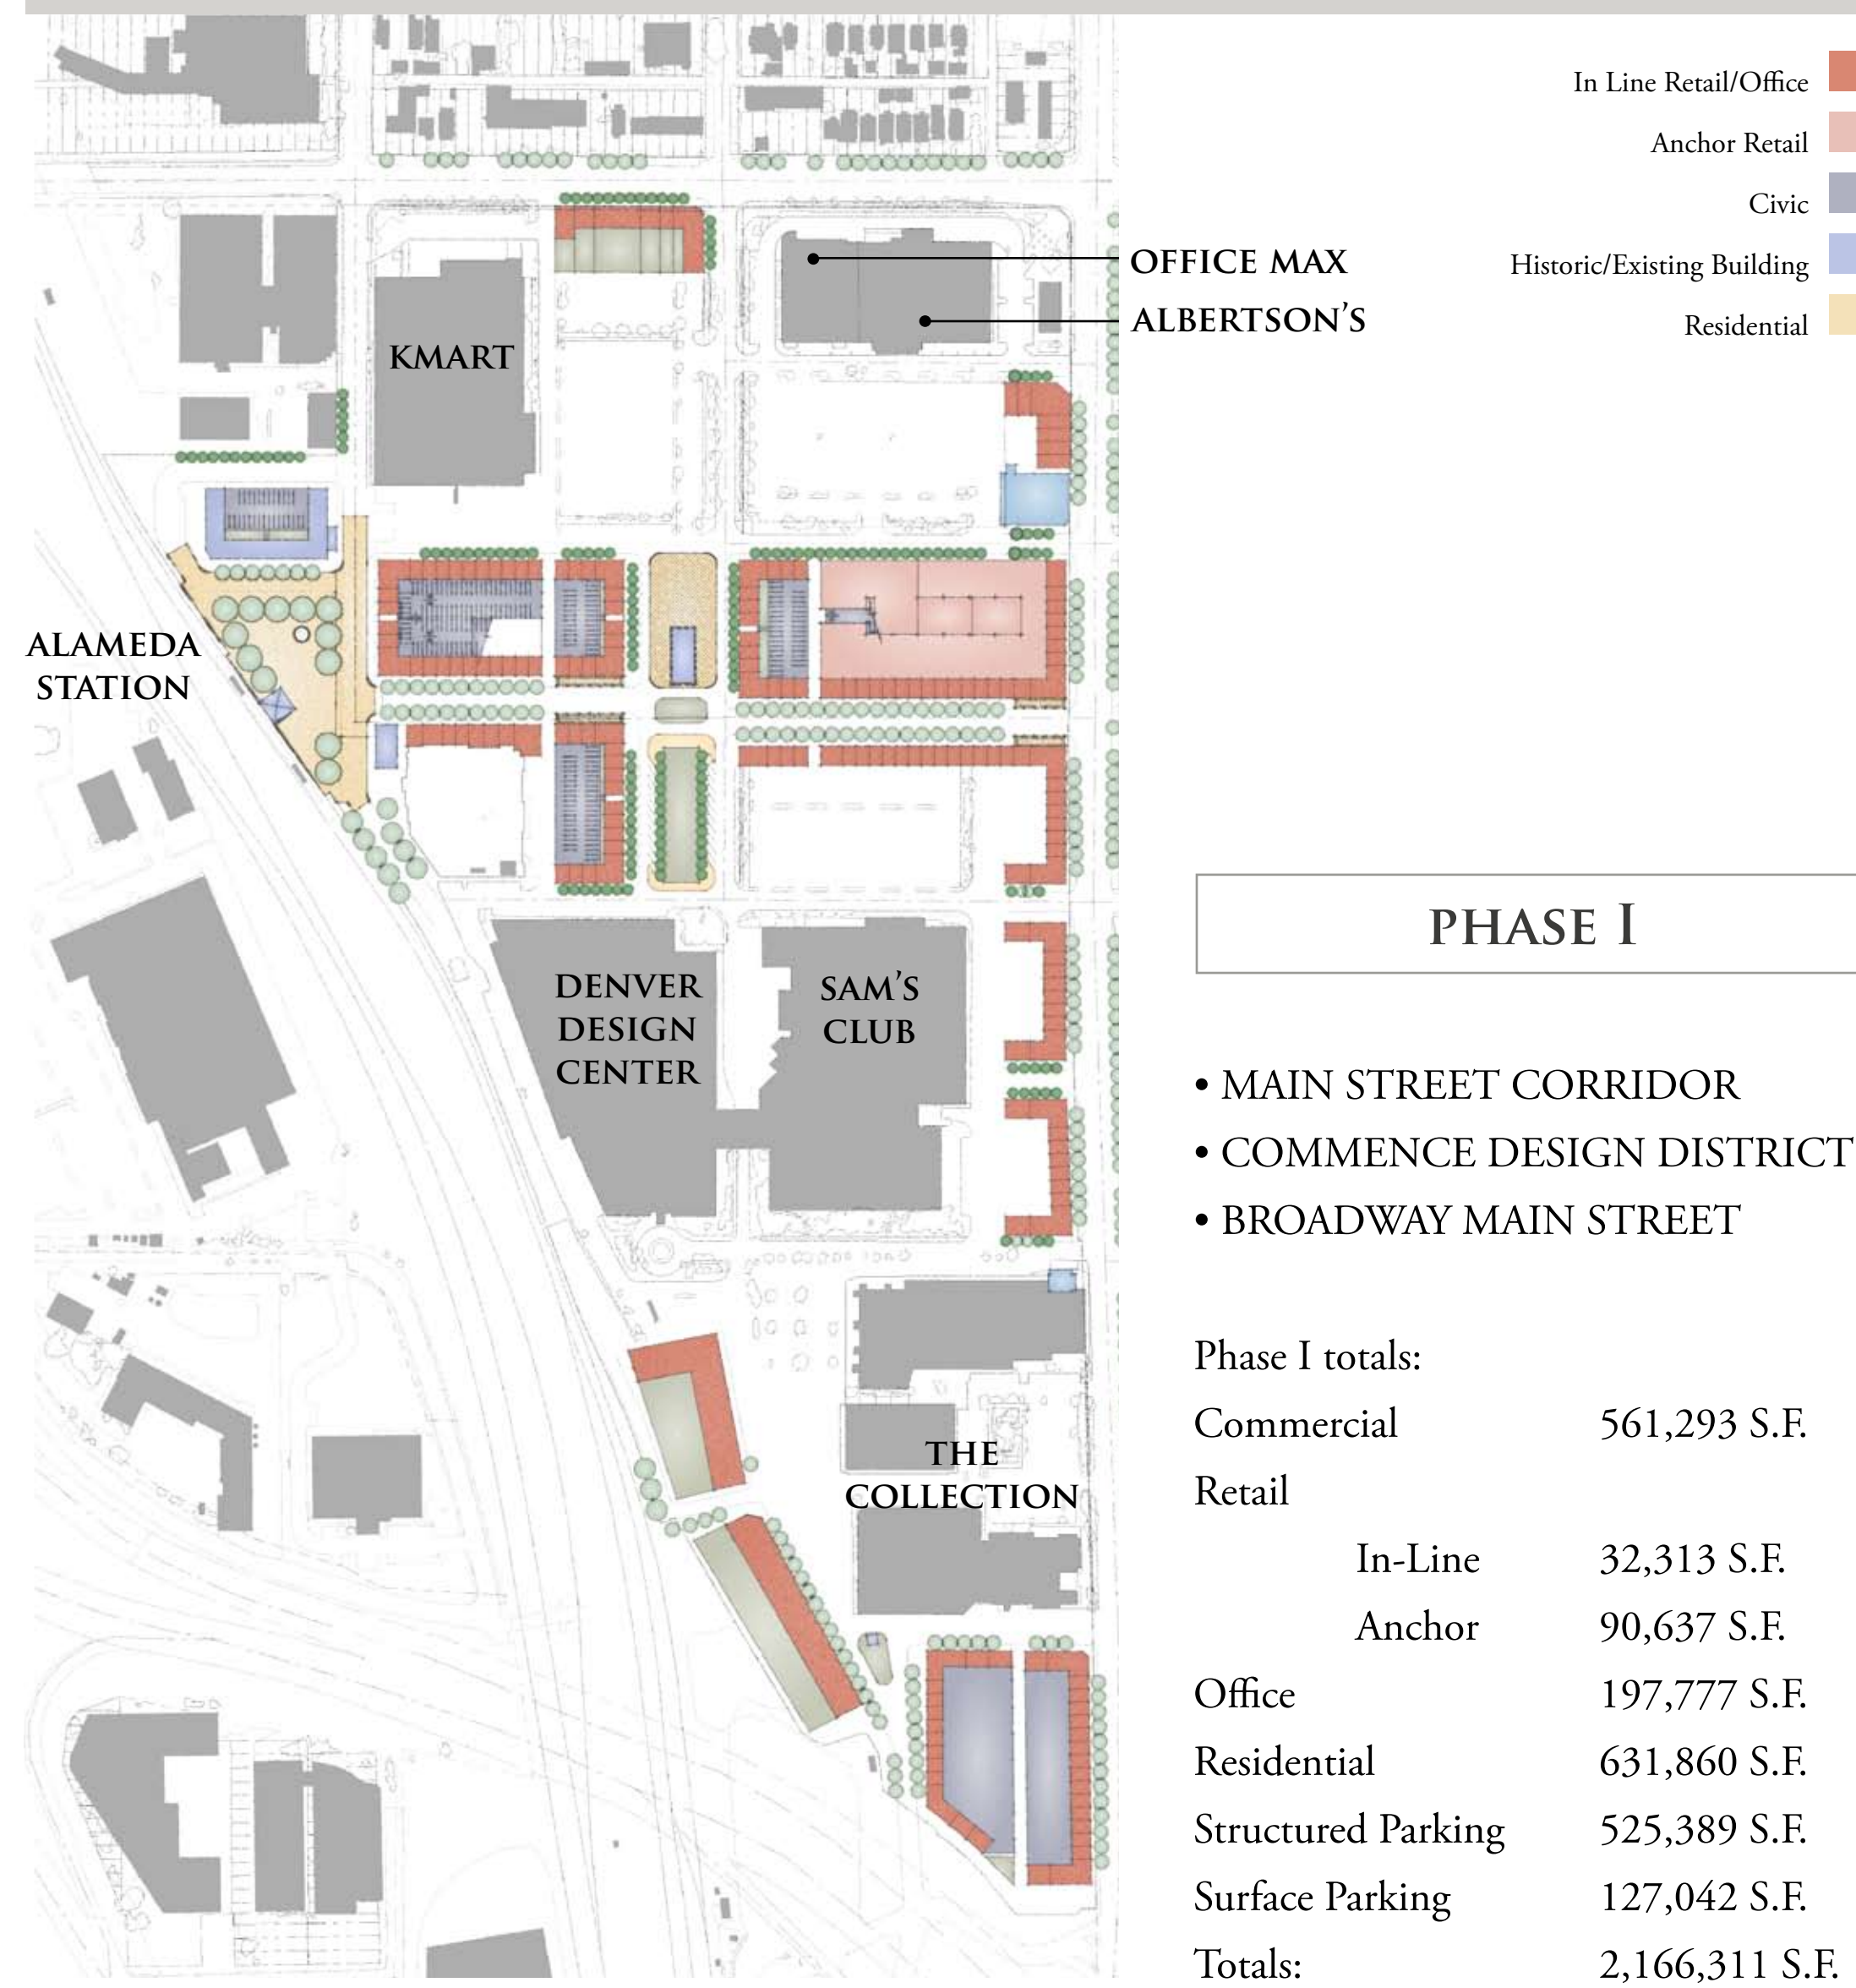 In Line Retail/Office
Anchor Retail
Civic
Historic/Existing Building
Residential
OFFICE MAX
ALBERTSON'S
KMART
ALAMEDA
STATION
DENVER
DESIGN
CENTER
SAM'S
CLUB
THE
COLLECTION
PHASE I
• MAIN STREET CORRIDOR
• COMMENCE DESIGN DISTRICT
• BROADWAY MAIN STREET
Phase I totals:
Commercial 561,293 S.F.
Retail
In-Line 32,313 S.F.
Anchor 90,637 S.F.
Office 197,777 S.F.
Residential 631,860 S.F.
Structured Parking 525,389 S.F.
Surface Parking 127,042 S.F.
Totals: 2,166,311 S.F.